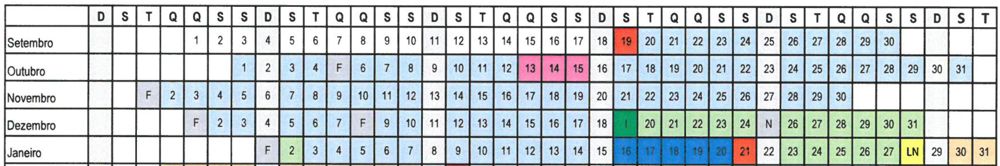 D S T Q Q S S D S T Q Q S S D S T Q Q S S D S T Q Q S S D S T Q Q S S D S T
Setembro 1 2 3 4 5 6 7 8 9 10 11 12 13 14 15 16 17 18 19 20 21 22 23 24 25 26 27 28 29 30
Outubro 1 2 3 4 F 6 7 8 9 10 11 12 13 14 15 16 17 18 19 20 21 22 23 24 25 26 27 28 29 30 31
Novembro F 2 3 4 5 6 7 8 9 10 11 12 13 14 15 16 17 18 19 20 21 22 23 24 25 26 27 28 29 30
Dezembro F 2 3 4 5 6 7 F 9 10 11 12 13 14 15 16 17 18 I 20 21 22 23 24 N 26 27 28 29 30 31
Janeiro F 2 3 4 5 6 7 8 9 10 11 12 13 14 15 16 17 18 19 20 21 22 23 24 25 26 27 LN 29 30 31